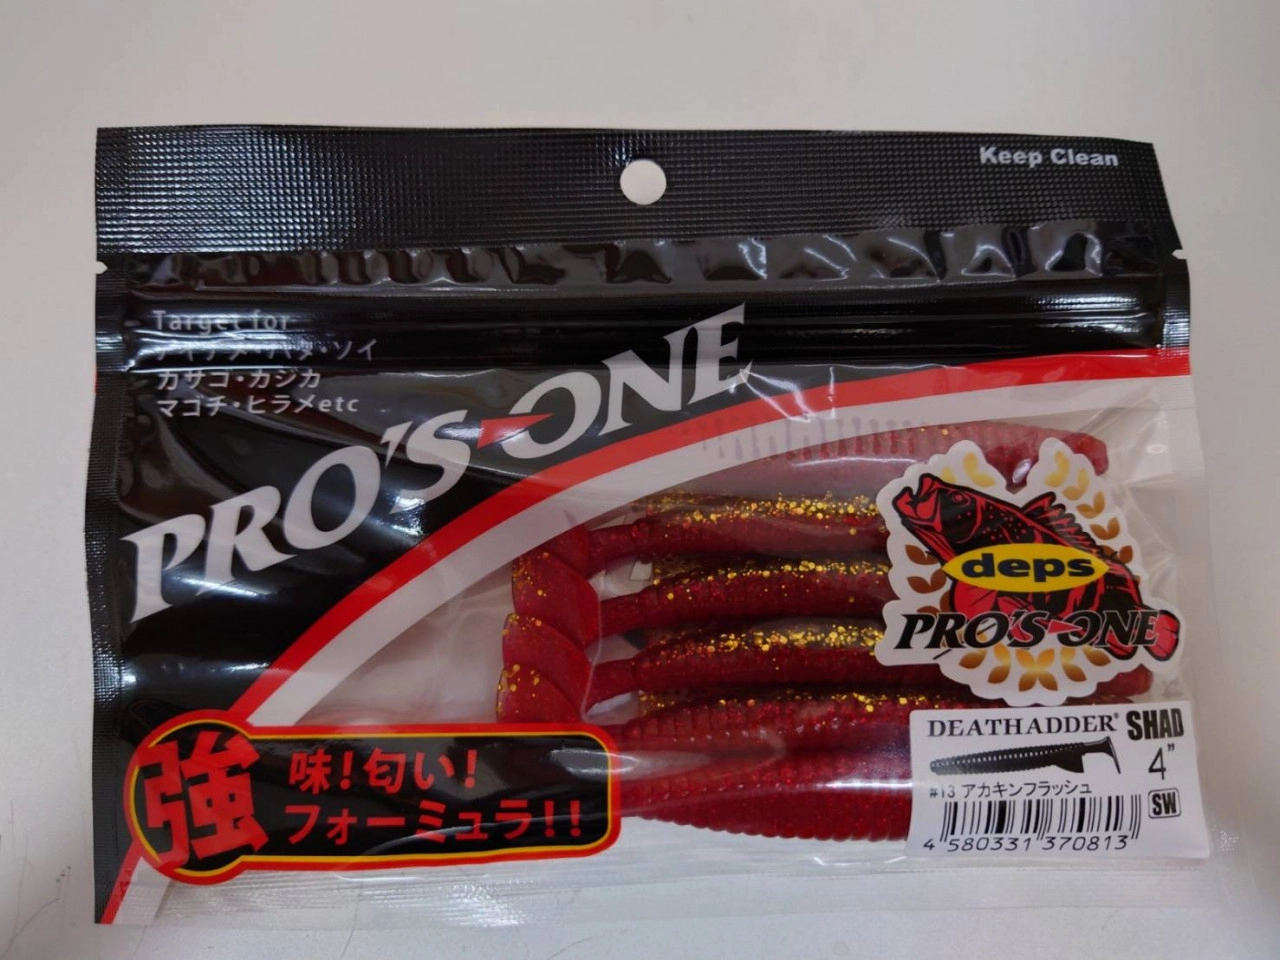 Keep Clean
Target for
アイナメ・ハタ・ソイ
カサゴ・カジカ
マゴチ・ヒラメetc
PRO'S-ONE
deps
PRO'S-ONE
強
味!匂い!
フォーミュラ!!
DEATHADDER® SHAD
4"
#13 アカキンフラッシュ
SW
4 580331 370813